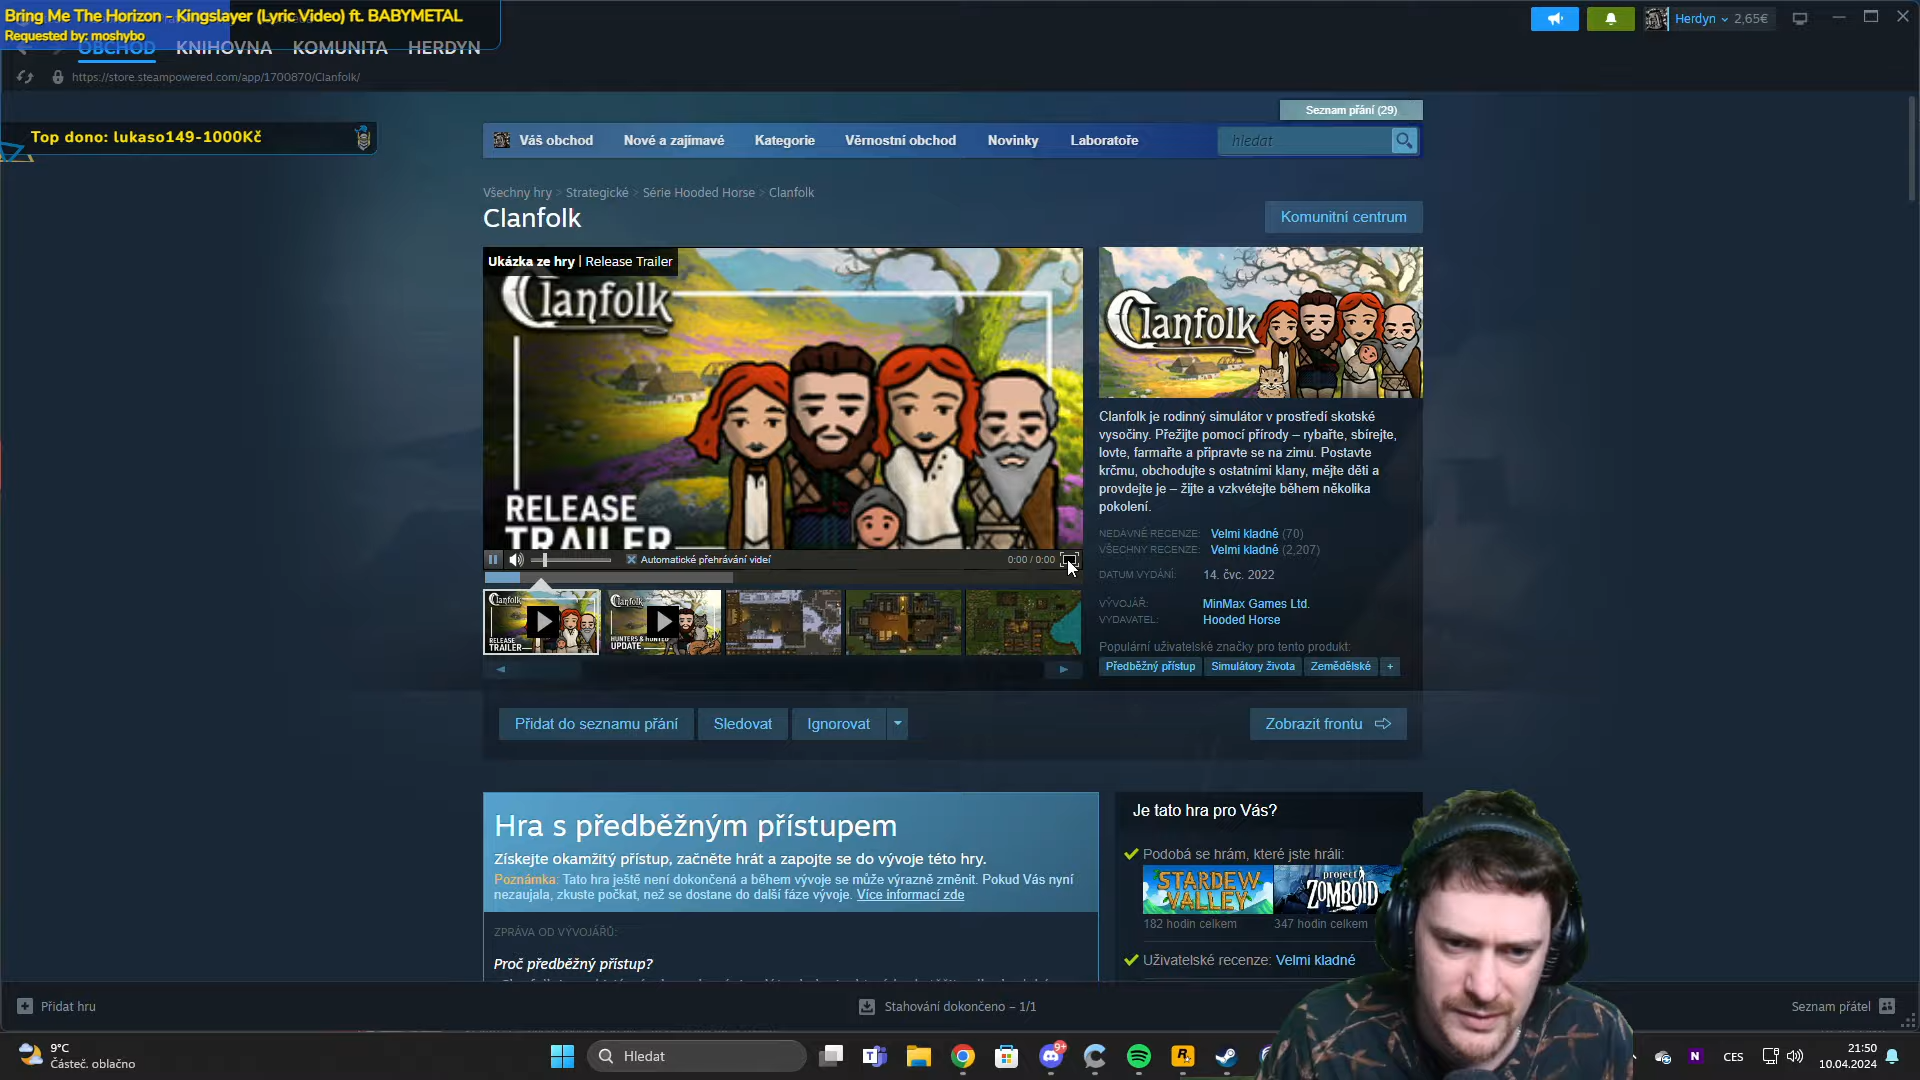 Bring Me The Horizon - Kingslayer (Lyric Video) ft. BABYMETAL
Requested by: moshybo
Herdyn
2,65€
OBCHOD KNIHOVNA KOMUNITA HERDYN
https://store.steampowered.com/app/1700870/Clanfolk/
Seznam přání (29)
Top dono: lukaso149-1000Kč
Váš obchod Nové a zajímavé Kategorie Věrnostní obchod Novinky Laboratoře hledat
Všechny hry > Strategické > Série Hooded Horse > Clanfolk
Clanfolk
Komunitní centrum
Ukázka ze hry | Release Trailer
Clanfolk
RELEASE
TRAILER
Automatické přehrávání videí
0:00 / 0:00
Clanfolk
RELEASE
TRAILER
Clanfolk
HUNTERS & HUNTED
UPDATE
Clanfolk
Clanfolk je rodinný simulátor v prostředí skotské
vysočiny. Přežijte pomocí přírody – rybařte, sbírejte,
lovte, farmařte a připravte se na zimu. Postavte
krčmu, obchodujte s ostatními klany, mějte děti a
provdejte je – žijte a vzkvétejte během několika
pokolení.
NEDÁVNÉ RECENZE: Velmi kladné (70)
VŠECHNY RECENZE: Velmi kladné (2,207)
DATUM VYDÁNÍ: 14. čvc. 2022
VÝVOJÁŘ: MinMax Games Ltd.
VYDAVATEL: Hooded Horse
Populární uživatelské značky pro tento produkt:
Předběžný přístup Simulátory života Zemědělské +
Přidat do seznamu přání Sledovat Ignorovat
Zobrazit frontu
Hra s předběžným přístupem
Získejte okamžitý přístup, začněte hrát a zapojte se do vývoje této hry.
Poznámka: Tato hra ještě není dokončená a během vývoje se může výrazně změnit. Pokud Vás nyní
nezaujala, zkuste počkat, než se dostane do další fáze vývoje. Více informací zde
ZPRÁVA OD VÝVOJÁŘŮ:
Proč předběžný přístup?
Je tato hra pro Vás?
Podobá se hrám, které jste hráli:
STARDEW
VALLEY
project
ZOMBOID
182 hodin celkem
347 hodin celkem
Uživatelské recenze: Velmi kladné
Přidat hru
Stahování dokončeno – 1/1
Seznam přátel
9°C
Částeč. oblačno
Hledat
9+
CES
21:50
10.04.2024